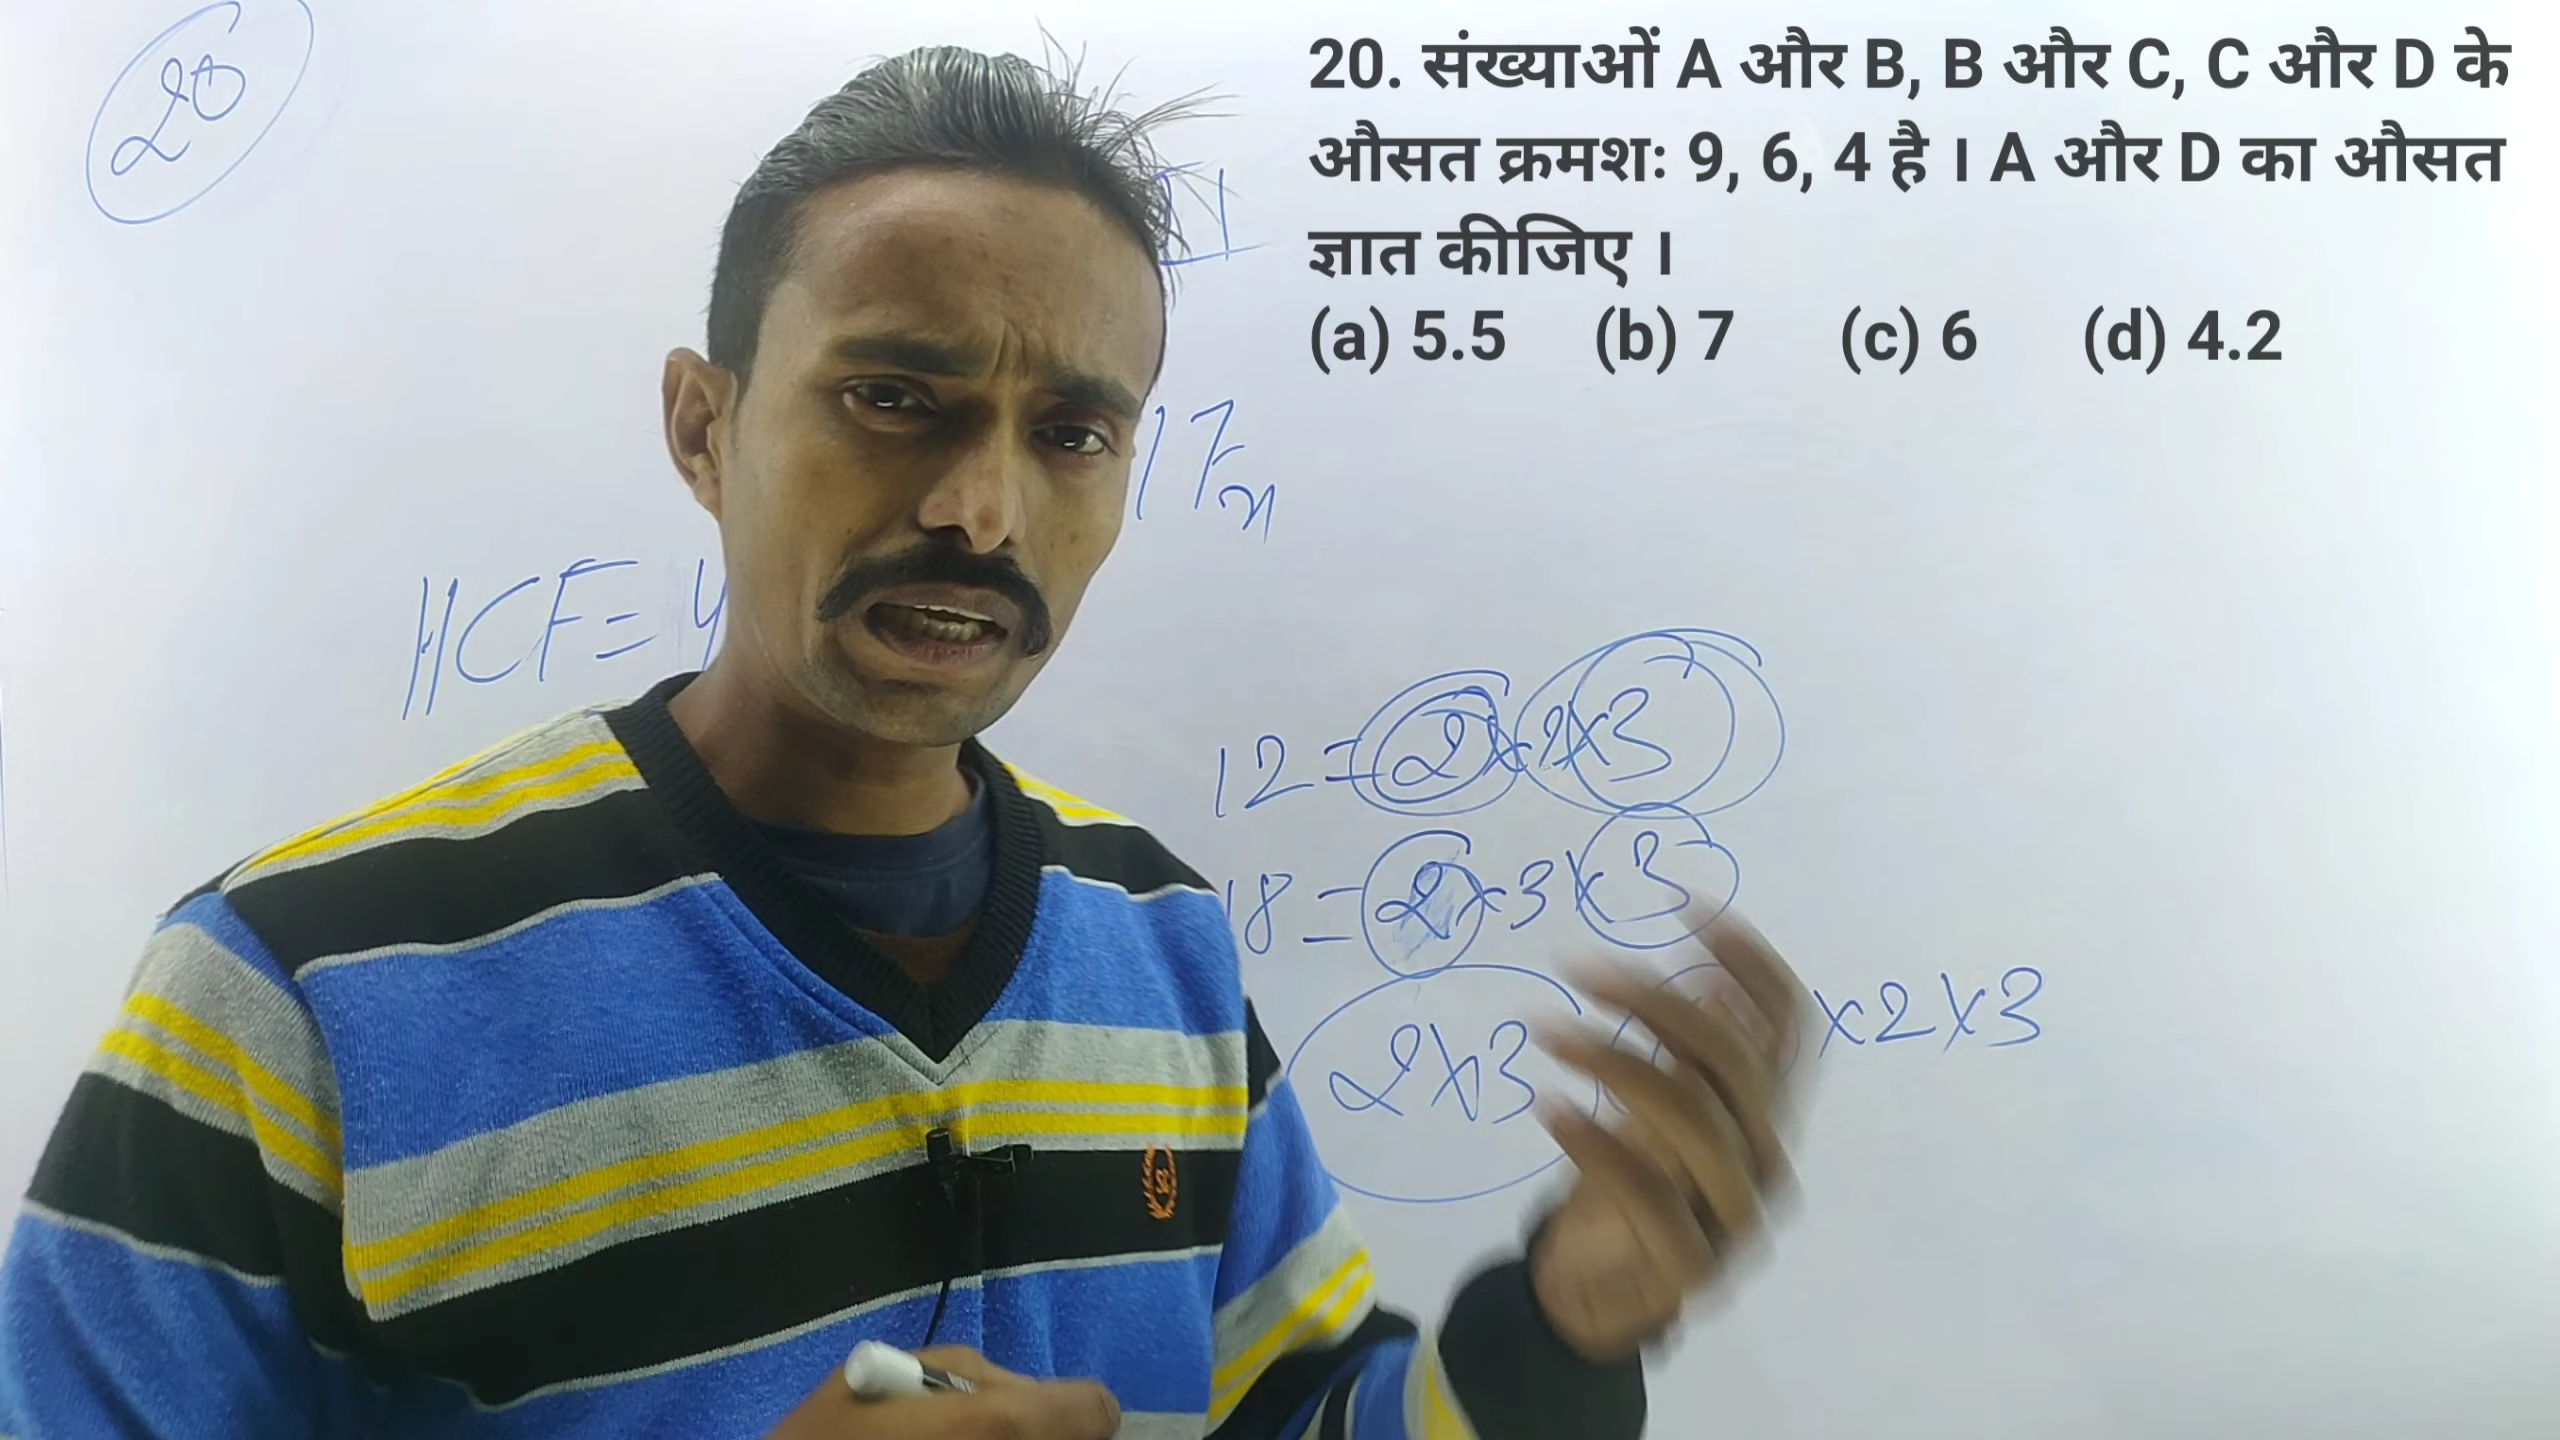 20
20. संख्याओं A और B, B और C, C और D के
औसत क्रमशः 9, 6, 4 है । A और D का औसत
ज्ञात कीजिए ।
(a) 5.5 (b) 7 (c) 6 (d) 4.2
17
HCF = y
12 = 2×2×3
18 = 2×3×3
2×3
×2×3